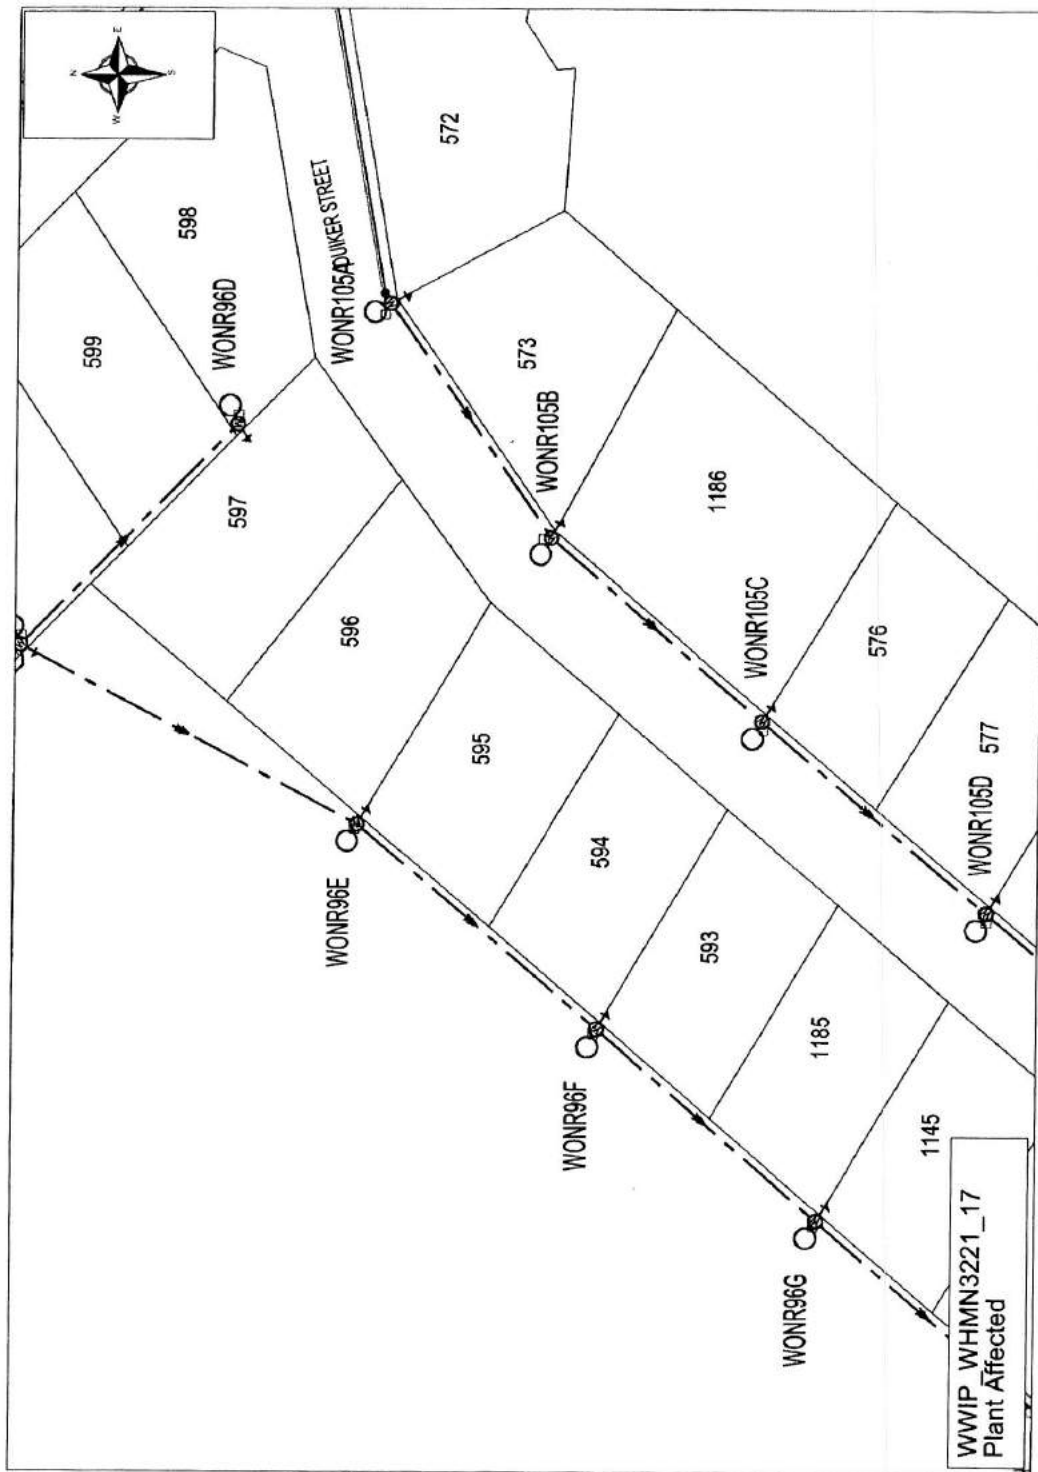 N
E
S
W
572
598
599
DUIKER STREET
WONR96D
WONR105A
573
597
WONR105B
1186
596
WONR105C
576
595
577
594
WONR105D
WONR96E
593
1185
WONR96F
1145
WONR96G
WWIP_WHMN3221_17
Plant Affected